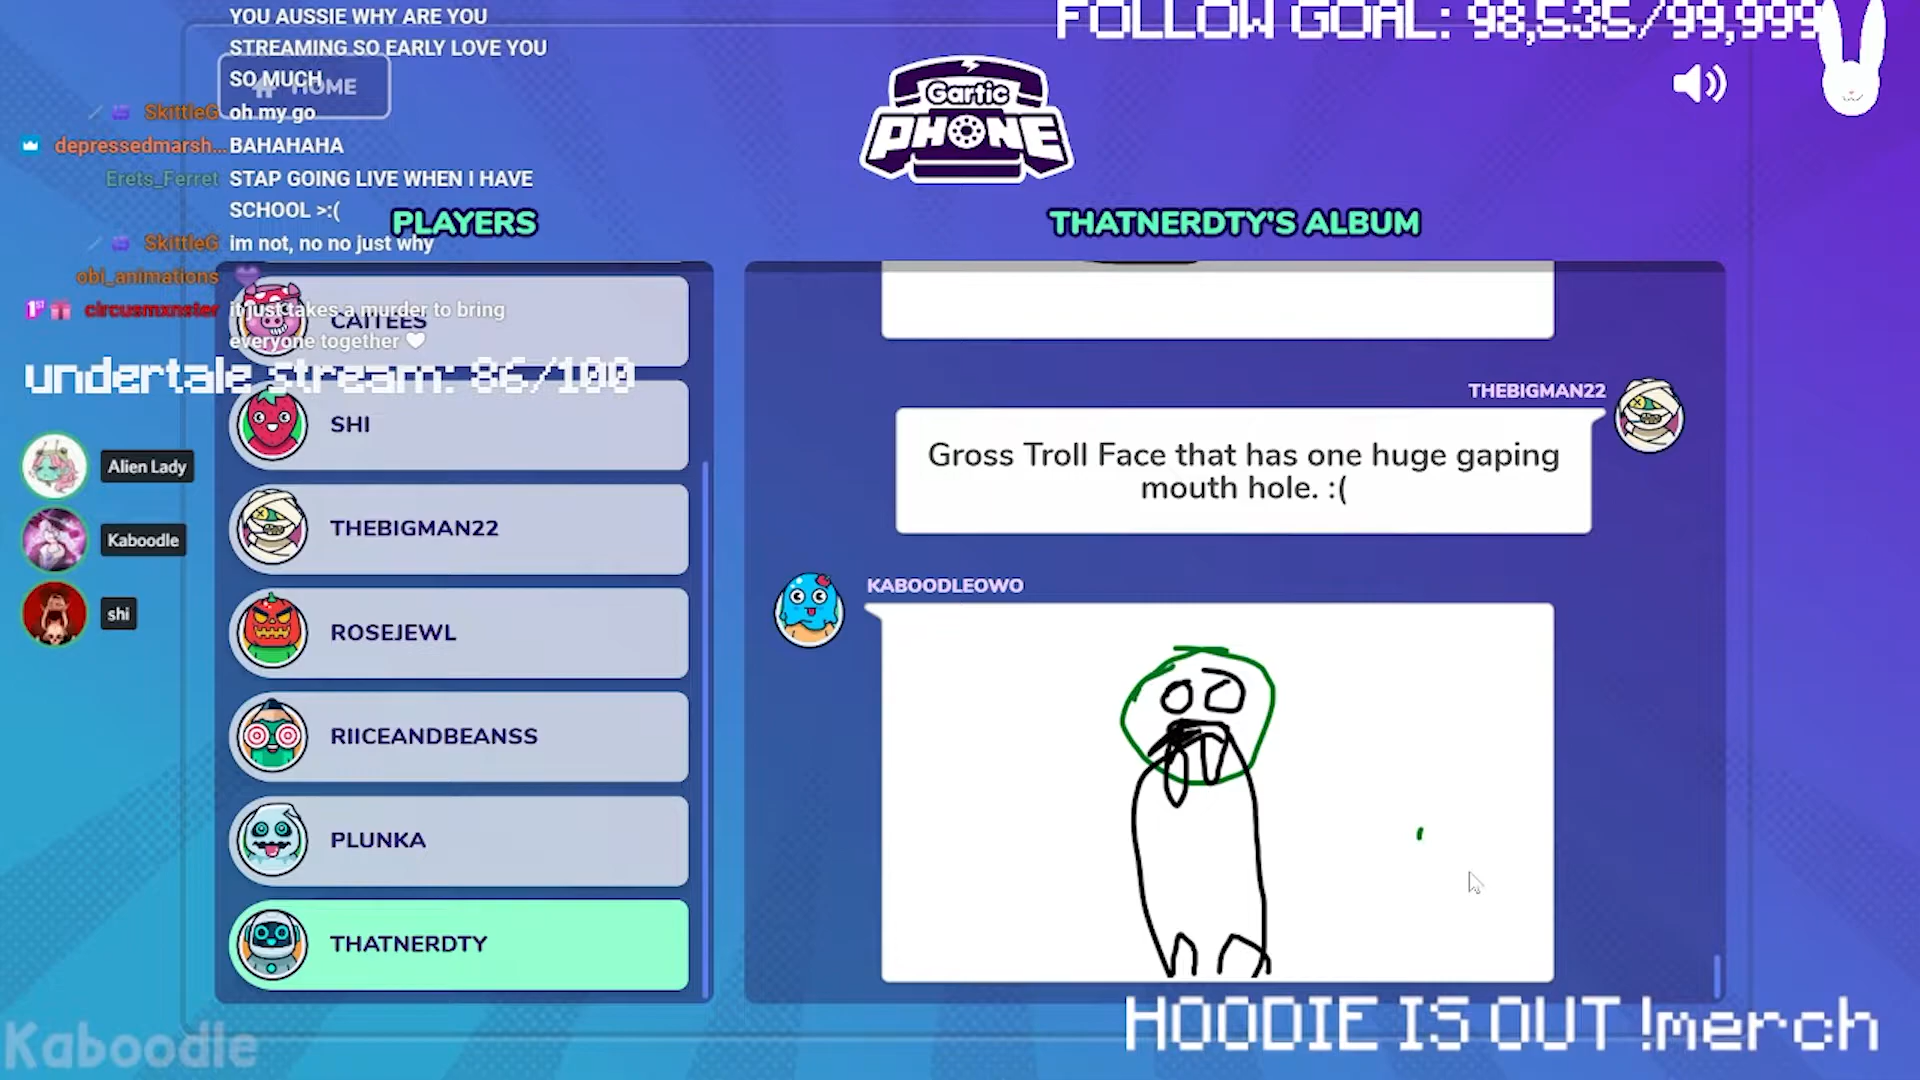 YOU AUSSIE WHY ARE YOU
STREAMING SO EARLY LOVE YOU
SO MUCH
HOME
SkittleG oh my go
depressedmarsh... BAHAHAHA
Erets_Ferret STAP GOING LIVE WHEN I HAVE
SCHOOL >:(
SkittleG im not, no no just why
obi_animations
circusmxnster it just takes a murder to bring
everyone together
undertale stream: 86/100
Alien Lady
Kaboodle
shi
FOLLOW GOAL: 98,535/99,999
Gartic
PHONE
PLAYERS
CAITEES
SHI
THEBIGMAN22
ROSEJEWL
RIICEANDBEANSS
PLUNKA
THATNERDTY
THATNERDTY'S ALBUM
THEBIGMAN22
Gross Troll Face that has one huge gaping
mouth hole. :(
KABOODLEOWO
HOODIE IS OUT !merch
Kaboodle